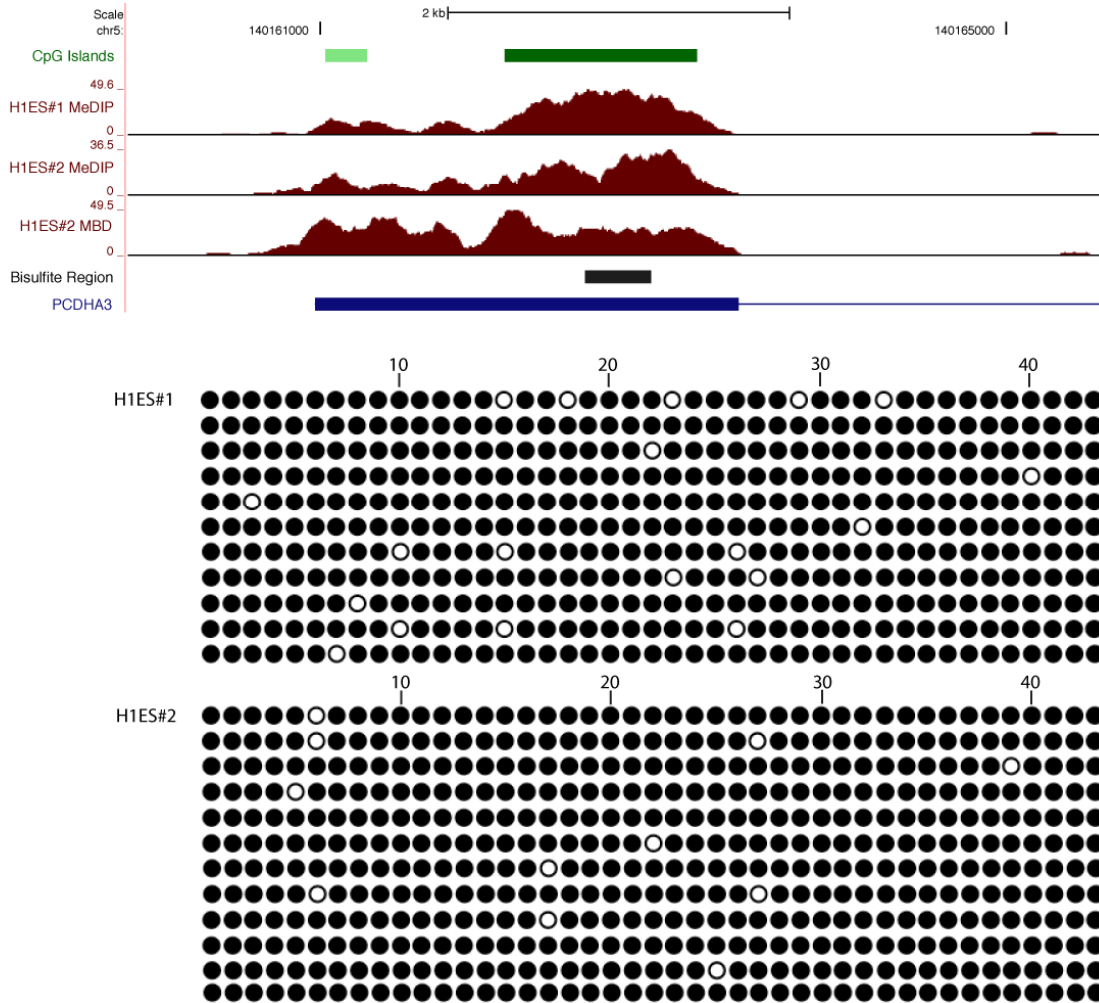 Scale 2 kb
chr5: 140161000 140165000
CpG Islands
49.6
H1ES#1 MeDIP
0
36.5
H1ES#2 MeDIP
0
49.5
H1ES#2 MBD
0
Bisulfite Region
PCDHA3
10 20 30 40
H1ES#1
10 20 30 40
H1ES#2